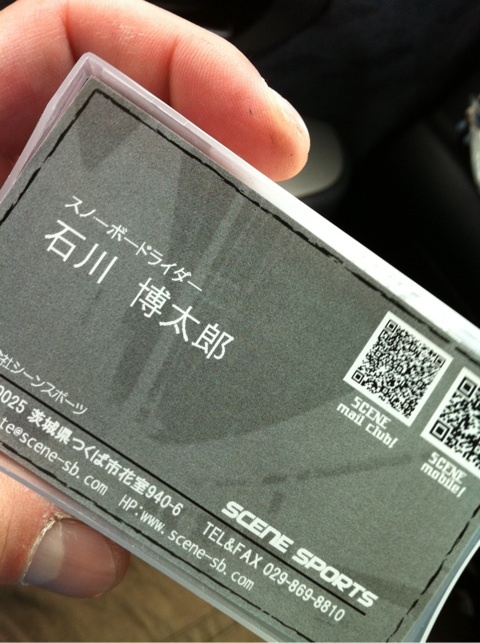 スノーボードライダー
石川 博太郎
SCENE
mail club!
SCENE
mobile!
会社シーンスポーツ
0025 茨城県つくば市花室940-6
SCENE SPORTS
TEL&FAX 029-869-8810
te@scene-sb.com HP:www.scene-sb.com